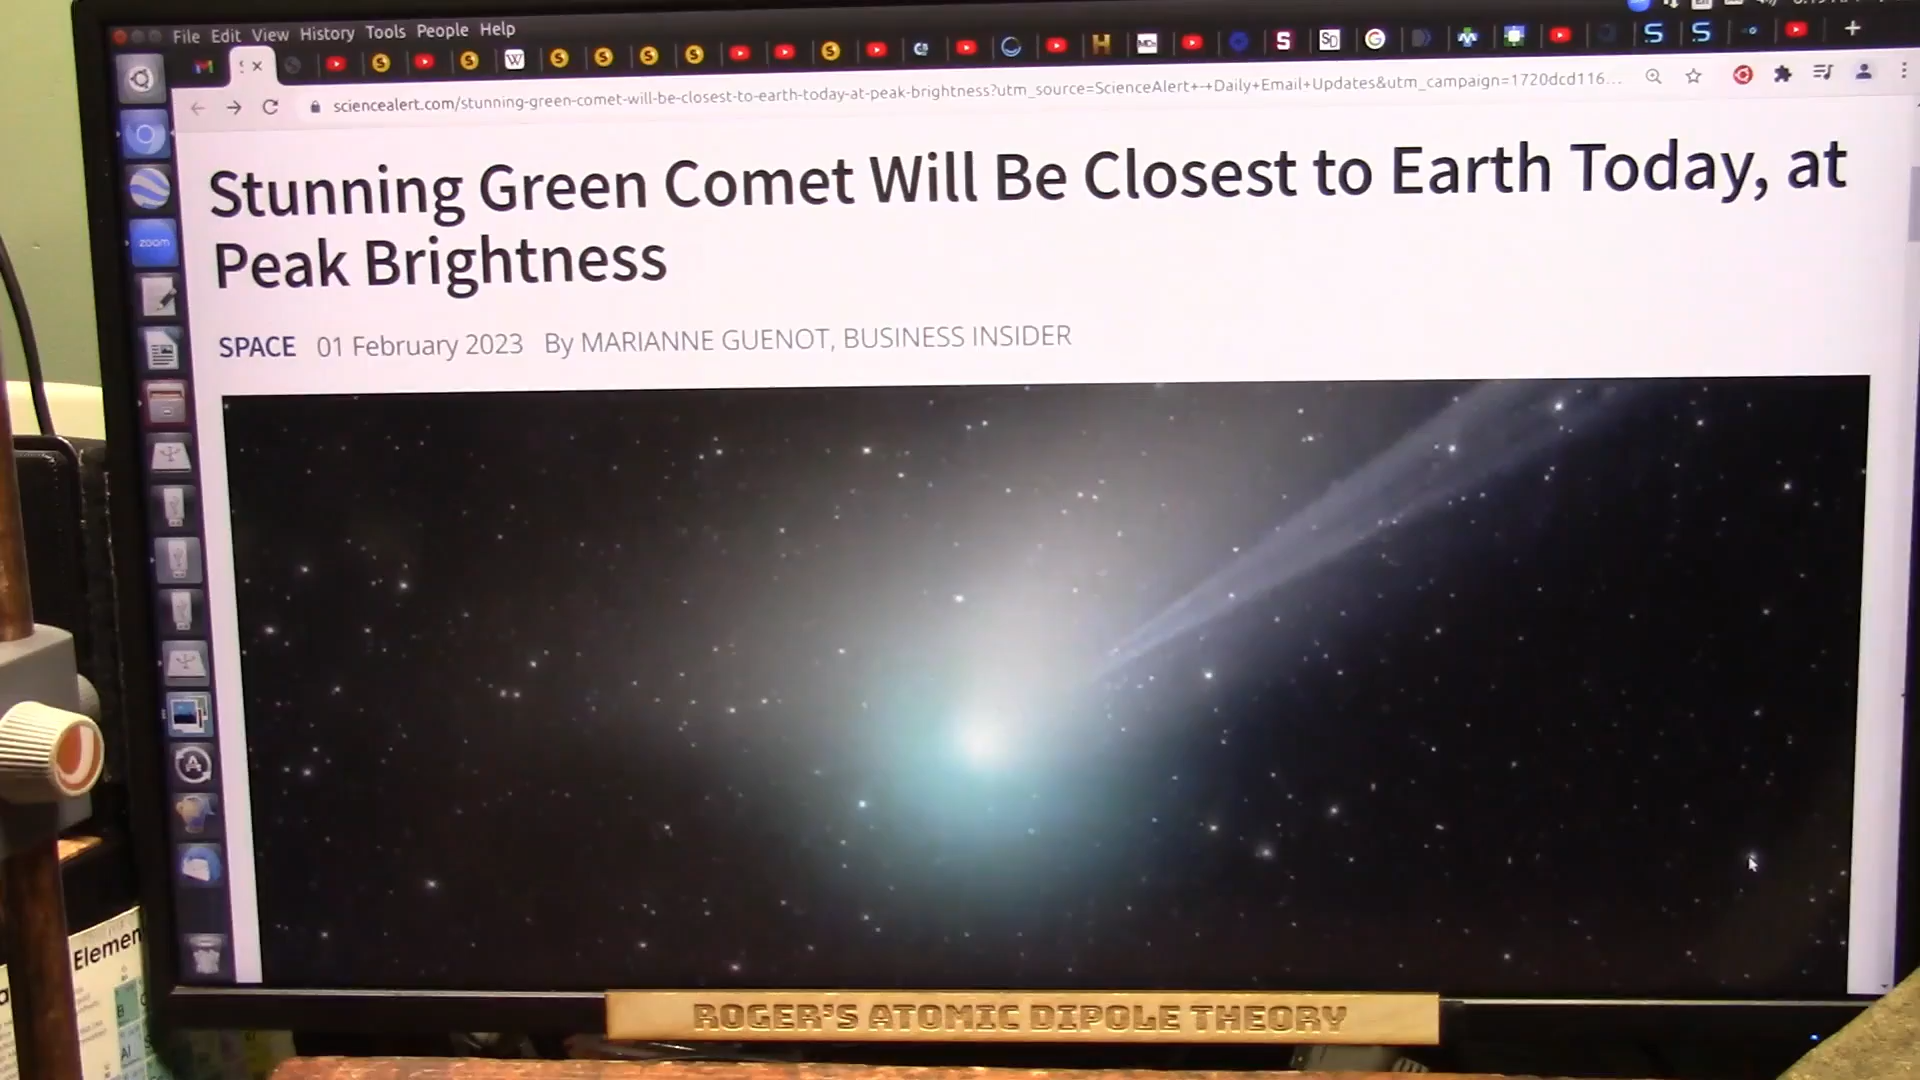 File Edit View History Tools People Help
sciencealert.com/stunning-green-comet-will-be-closest-to-earth-today-at-peak-brightness?utm_source=ScienceAlert+-+Daily+Email+Updates&utm_campaign=1720dcd116...
zoom
Stunning Green Comet Will Be Closest to Earth Today, at
Peak Brightness
SPACE 01 February 2023 By MARIANNE GUENOT, BUSINESS INSIDER
Elemen
B
Al
ROGER'S ATOMIC DIPOLE THEORY